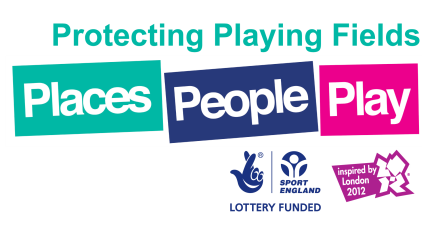 Protecting Playing Fields
Places People Play
®
SPORT
ENGLAND
LOTTERY FUNDED
inspired by
London
2012